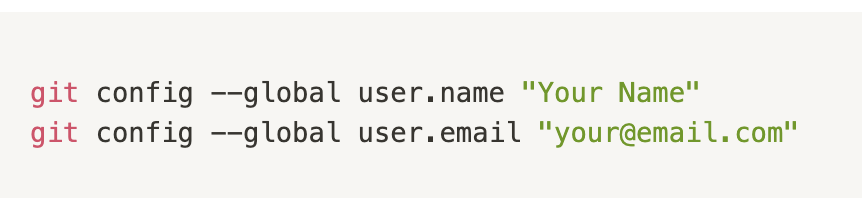 git config --global user.name "Your Name"
git config --global user.email "your@email.com"